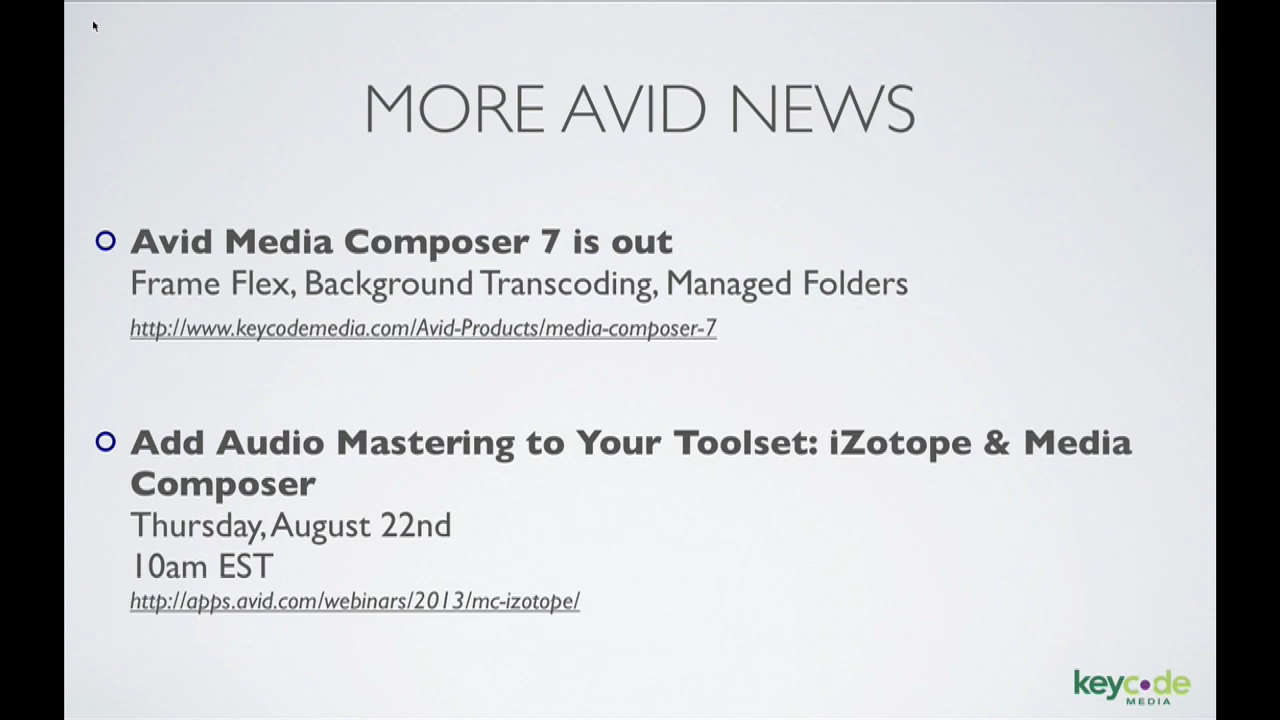 MORE AVID NEWS
Avid Media Composer 7 is out
Frame Flex, Background Transcoding, Managed Folders
http://www.keycodemedia.com/Avid-Products/media-composer-7
Add Audio Mastering to Your Toolset: iZotope & Media
Composer
Thursday, August 22nd
10am EST
http://apps.avid.com/webinars/2013/mc-izotope/
keycode
MEDIA